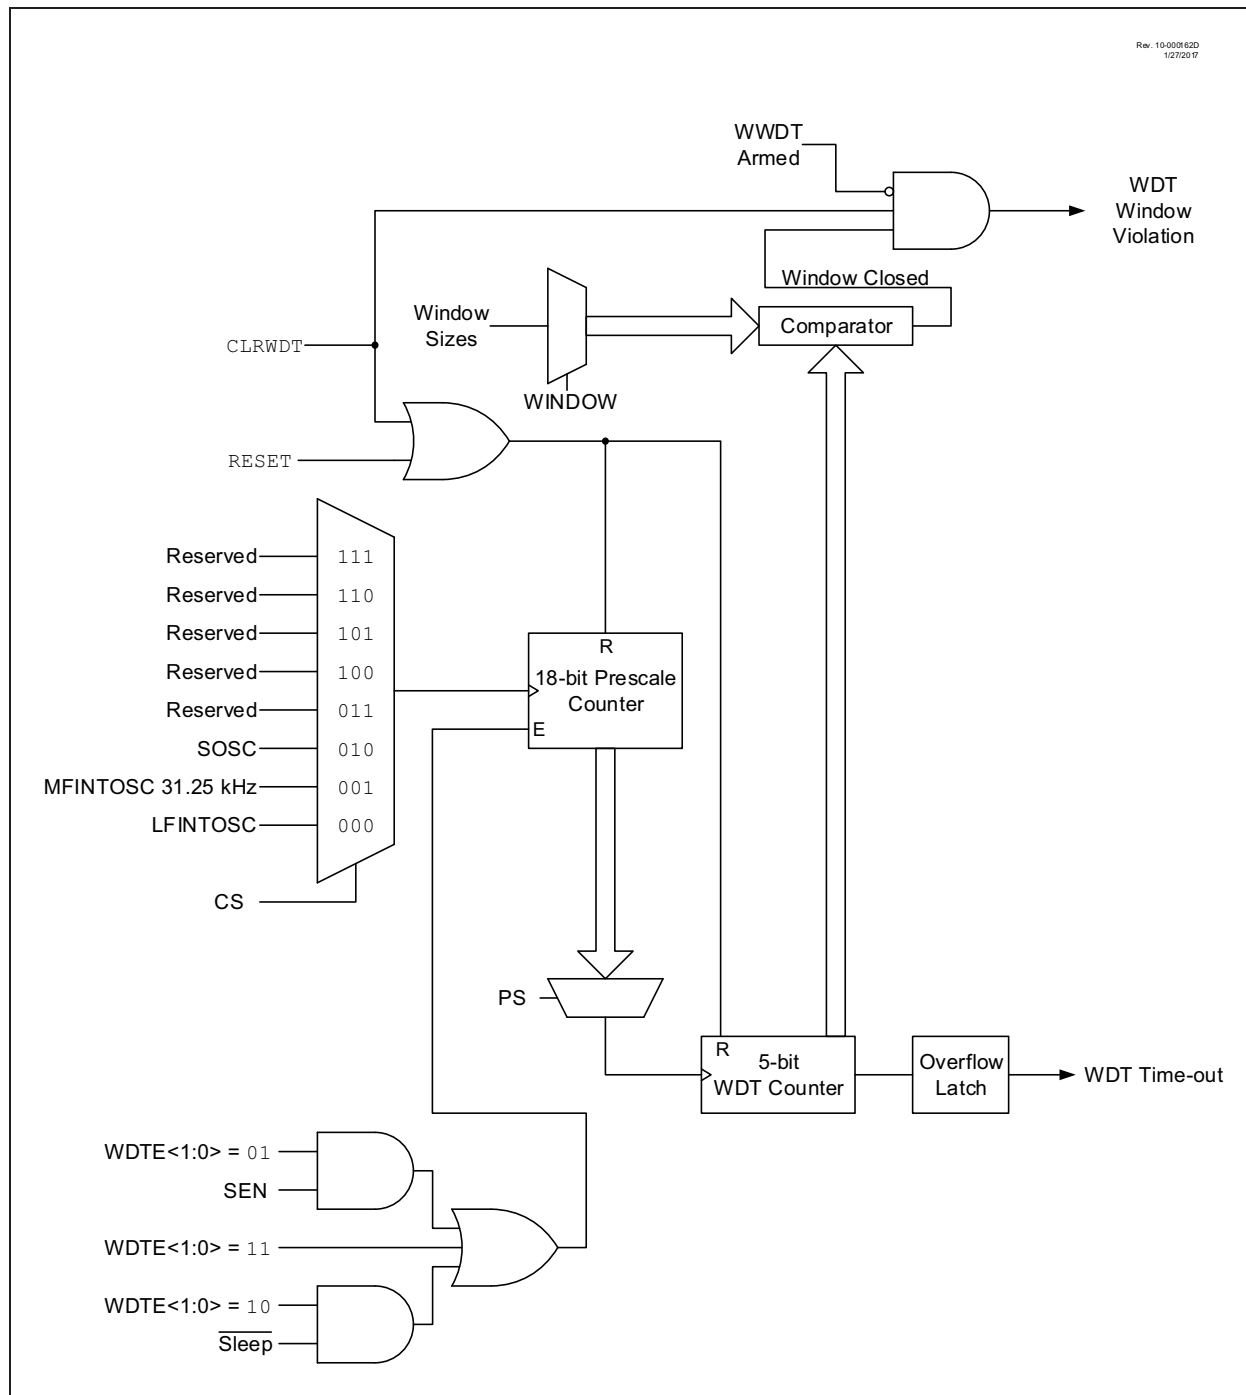 Rev. 10-000162D
1/27/2017
WWDT
Armed
WDT
Window
Violation
Window Closed
Window
Sizes
Comparator
CLRWDT
WINDOW
RESET
Reserved 111
Reserved 110
Reserved 101
Reserved 100
Reserved 011
SOSC 010
MFINTOSC 31.25 kHz 001
LFINTOSC 000
CS
R
18-bit Prescale
Counter
E
PS
R
5-bit
WDT Counter
Overflow
Latch
WDT Time-out
WDTE<1:0> = 01
SEN
WDTE<1:0> = 11
WDTE<1:0> = 10
Sleep